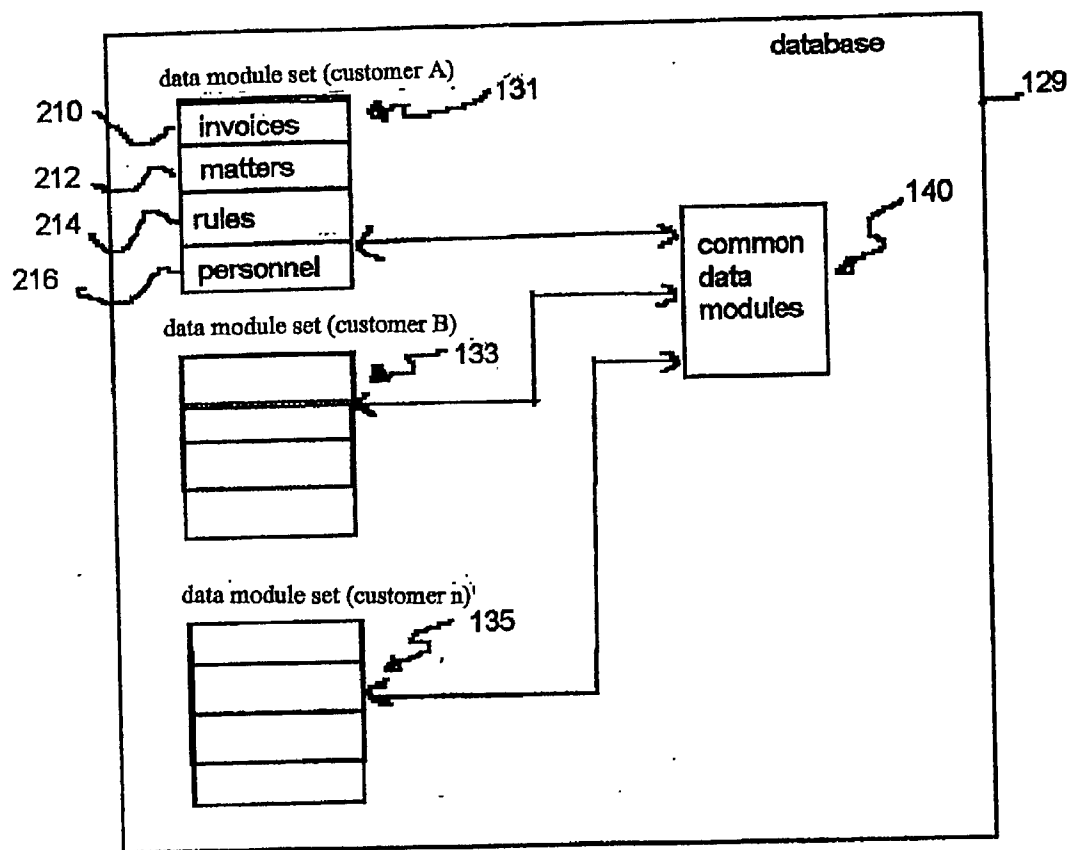 database
129
data module set (customer A)
131
210
invoices
212
matters
214
rules
216
personnel
140
common
data
modules
data module set (customer B)
133
data module set (customer n)
135